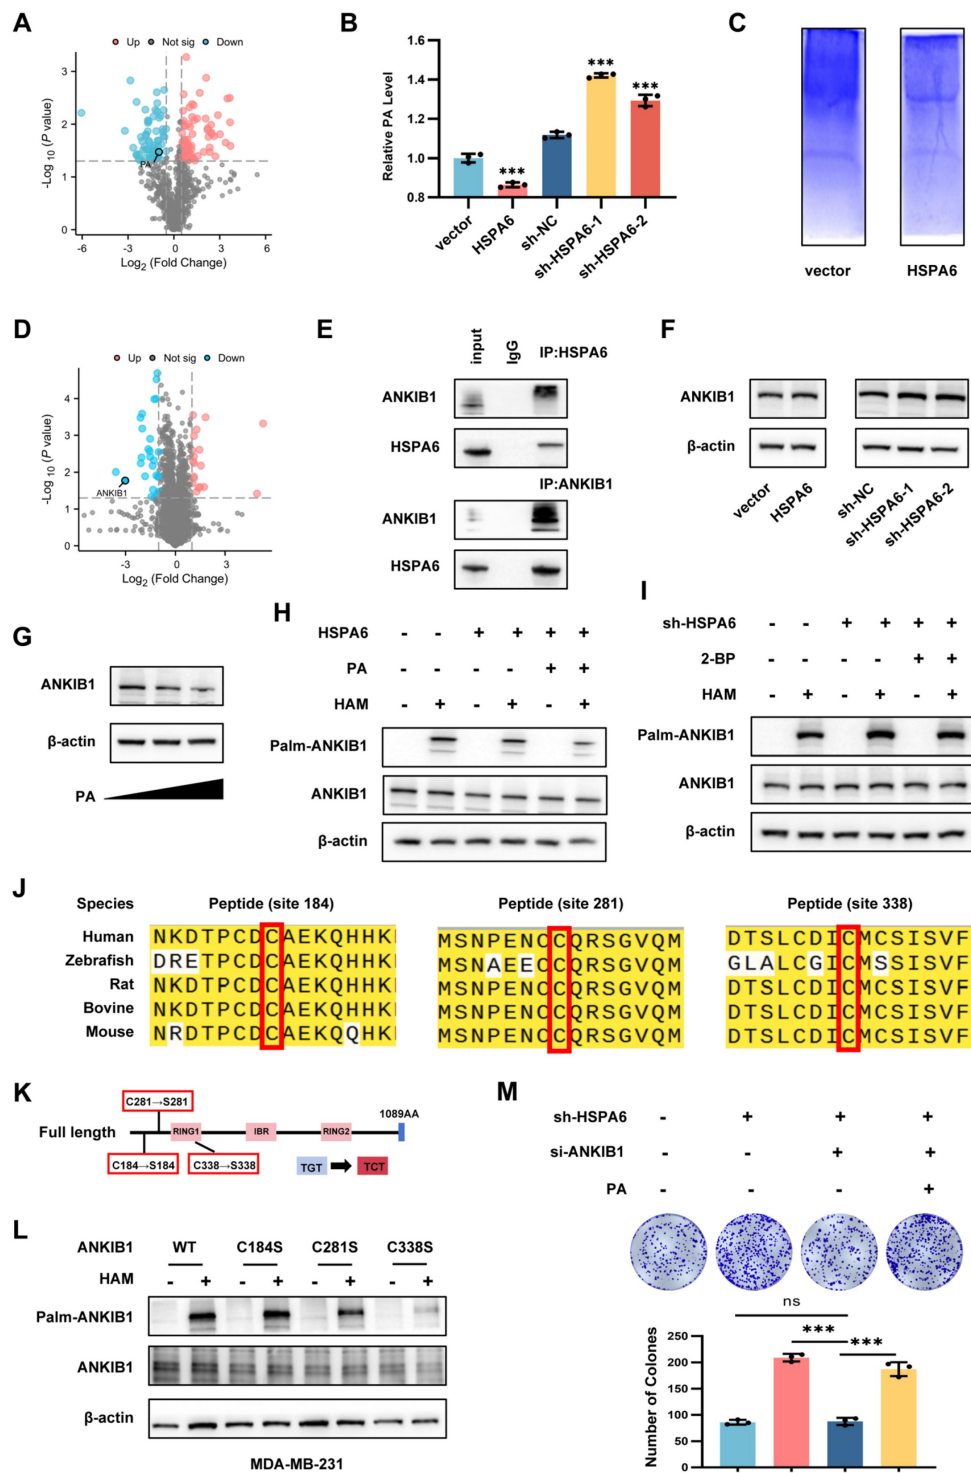 A
Up Not sig Down
-Log10 (P value)
3
2
1
0
PA
-6 -3 0 3 6
Log2 (Fold Change)
B
Relative PA Level
1.6
1.4
1.2
1.0
0.8
***
***
***
vector
HSPA6
sh-NC
sh-HSPA6-1
sh-HSPA6-2
C
vector HSPA6
D
Up Not sig Down
-Log10 (P value)
4
3
2
1
0
ANKIB1
-3 0 3
Log2 (Fold Change)
E
input IgG IP:HSPA6
ANKIB1
HSPA6
IP:ANKIB1
ANKIB1
HSPA6
F
ANKIB1
β-actin
vector
HSPA6
sh-NC
sh-HSPA6-1
sh-HSPA6-2
G
ANKIB1
β-actin
PA
H
HSPA6 - - + + + +
PA + +
HAM - + - + - +
Palm-ANKIB1
ANKIB1
β-actin
I
sh-HSPA6 - - + + + +
2-BP - - - - + +
HAM - + - + - +
Palm-ANKIB1
ANKIB1
β-actin
J
Species Peptide (site 184) Peptide (site 281) Peptide (site 338)
Human NKDTPCDCAEKQHHK MSNPENCCQRSGVQM DTSLCDICMCSISVF
Zebrafish DRETPCDCAEKQHHK MSNAEECCQRSGVQM GLALCGICMSSISVF
Rat NKDTPCDCAEKQHHK MSNPENCCQRSGVQM DTSLCDICMCSISVF
Bovine NKDTPCDCAEKQHHK MSNPENCCQRSGVQM DTSLCDICMCSISVF
Mouse NRDTPCDCAEKQQHK MSNPENCCQRSGVQM DTSLCDICMCSISVF
K
C281→S281
1089AA
Full length RING1 IBR RING2
C184→S184 C338→S338 TGT TCT
L
ANKIB1 WT C184S C281S C338S
HAM - + - + - + - +
Palm-ANKIB1
ANKIB1
β-actin
MDA-MB-231
M
sh-HSPA6 - + + +
si-ANKIB1 - - + +
PA - - - +
ns
***
***
Number of Colones
250
200
150
100
50
0